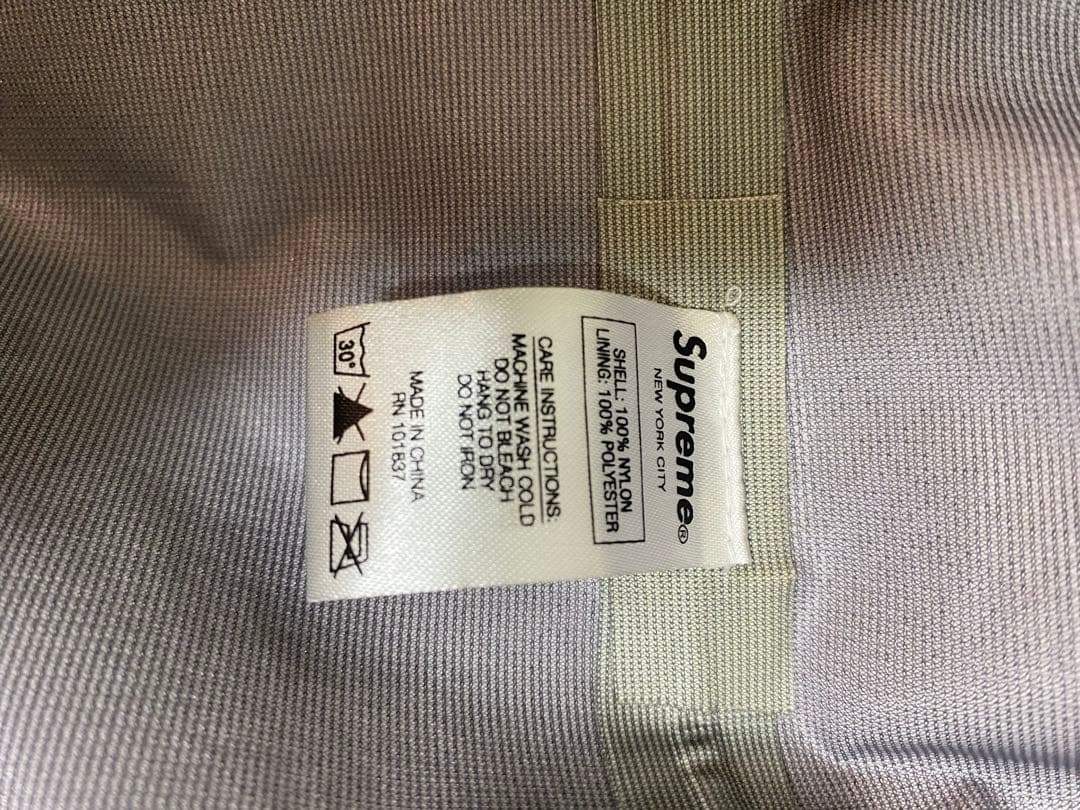 Supreme®
NEW YORK CITY
SHELL: 100% NYLON
LINING: 100% POLYESTER
CARE INSTRUCTIONS:
MACHINE WASH COLD
DO NOT BLEACH
HANG TO DRY
DO NOT IRON
MADE IN CHINA
RN 101837
30°